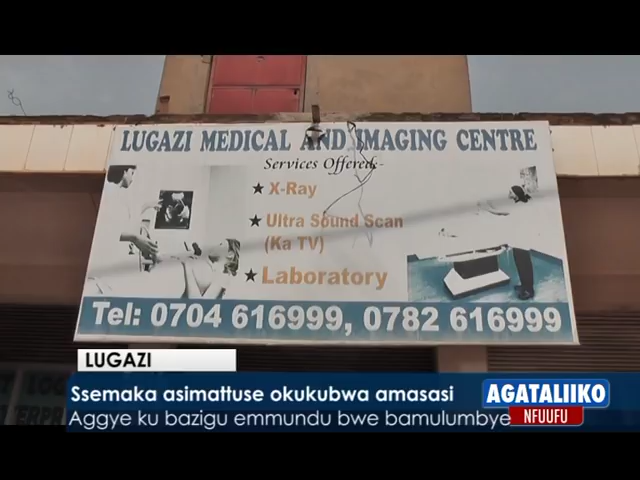 LUGAZI MEDICAL AND IMAGING CENTRE
Services Offered:-
★ X-Ray
★ Ultra Sound Scan
(Ka TV)
★ Laboratory
Tel: 0704 616999, 0782 616999
LUGAZI
Ssemaka asimattuse okukubwa amasasi
Aggye ku bazigu emmundu bwe bamulumbye
AGATALIIKO
NFUUFU